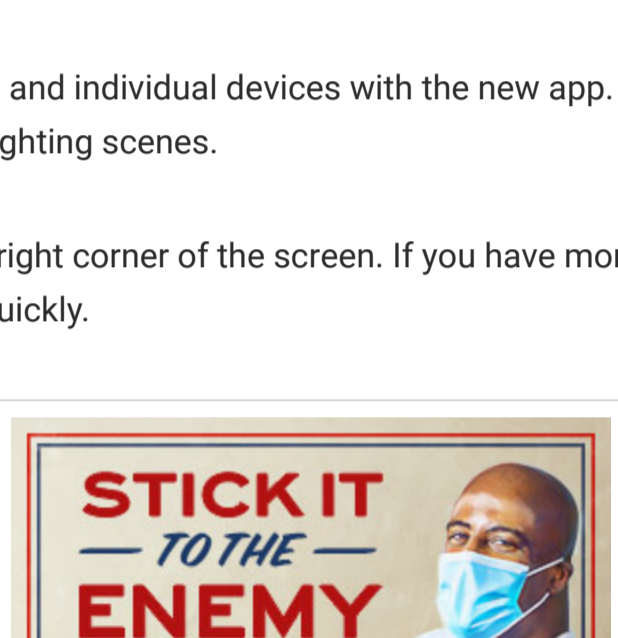 and individual devices with the new app.
ghting scenes.
right corner of the screen. If you have mor
uickly.
STICK IT
TO THE
ENEMY